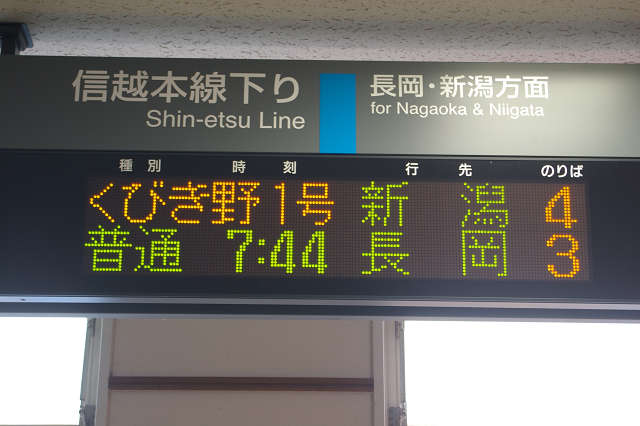 信越本線下り
Shin-etsu Line
長岡・新潟方面
for Nagaoka & Niigata
種別 時刻 行先 のりば
くびき野 1号 新潟 4
普通 7:44 長岡 3